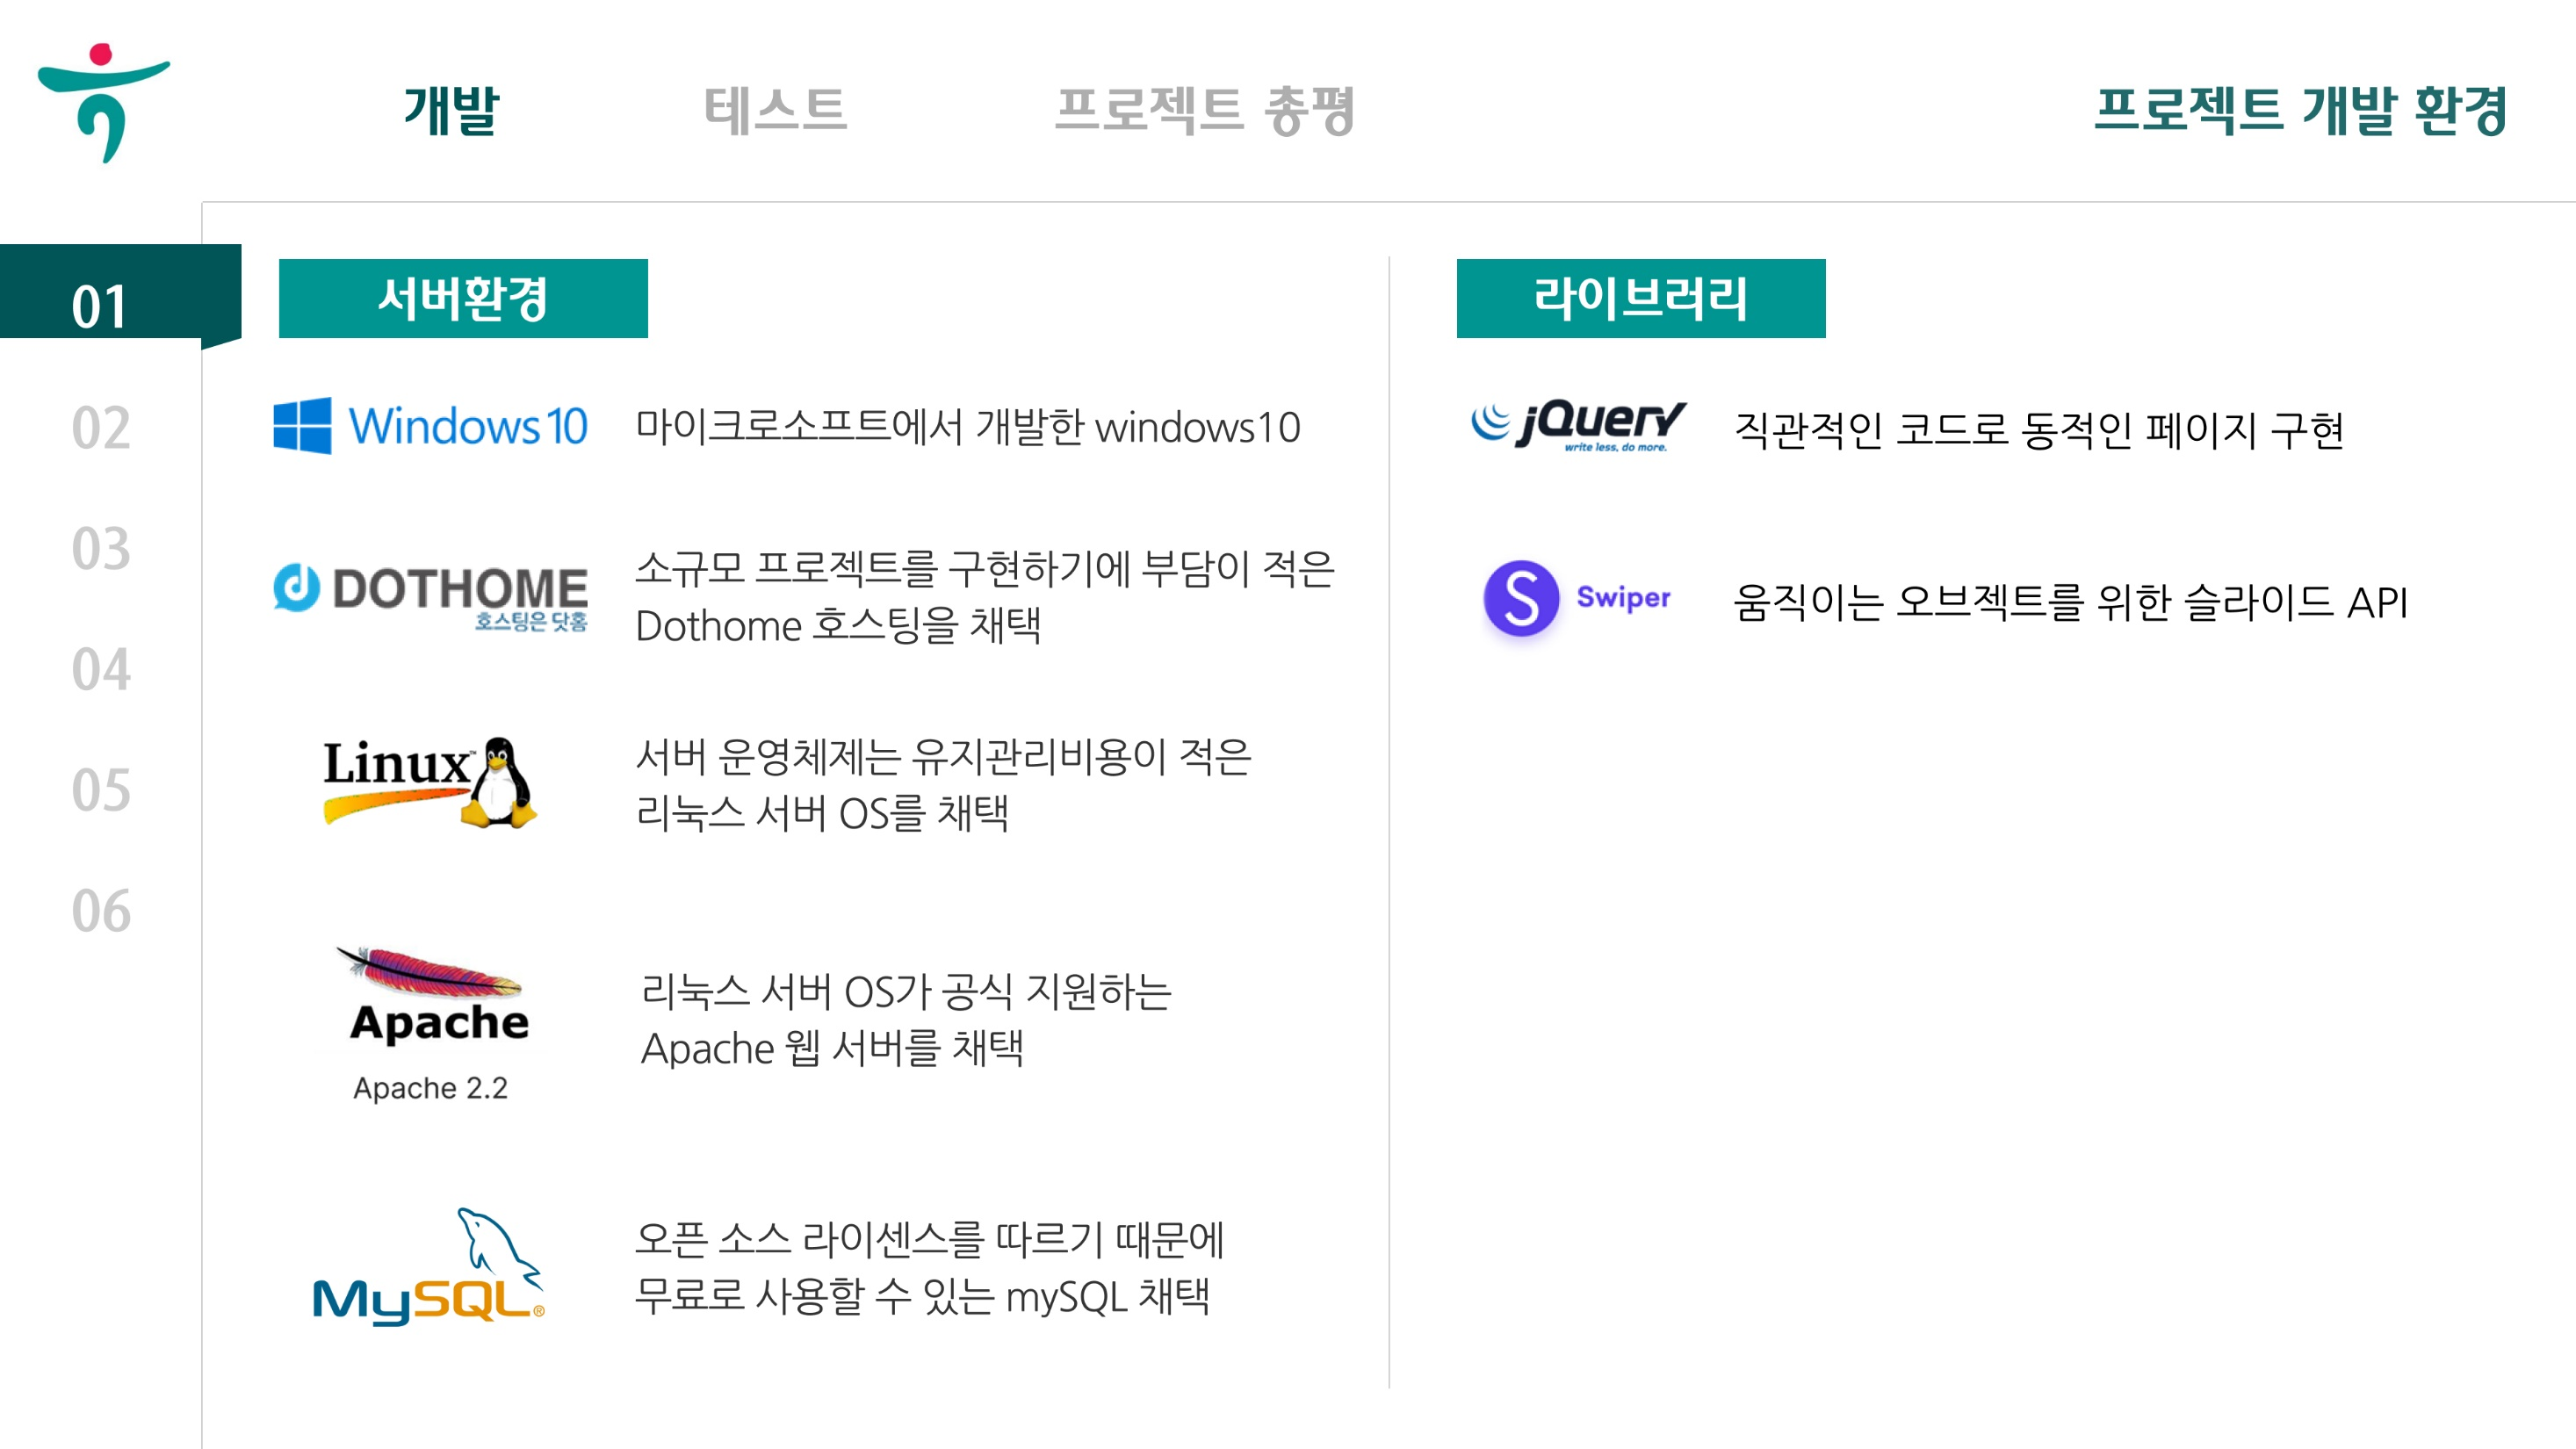 개발
테스트
프로젝트 총평
프로젝트 개발 환경
01
02
03
04
05
06
서버환경
Windows 10
마이크로소프트에서 개발한 windows10
DOTHOME
호스팅은 닷홈
소규모 프로젝트를 구현하기에 부담이 적은
Dothome 호스팅을 채택
Linux™
서버 운영체제는 유지관리비용이 적은
리눅스 서버 OS를 채택
Apache
Apache 2.2
리눅스 서버 OS가 공식 지원하는
Apache 웹 서버를 채택
MySQL®
오픈 소스 라이센스를 따르기 때문에
무료로 사용할 수 있는 mySQL 채택
라이브러리
jQuery
write less, do more.
직관적인 코드로 동적인 페이지 구현
S Swiper
움직이는 오브젝트를 위한 슬라이드 API